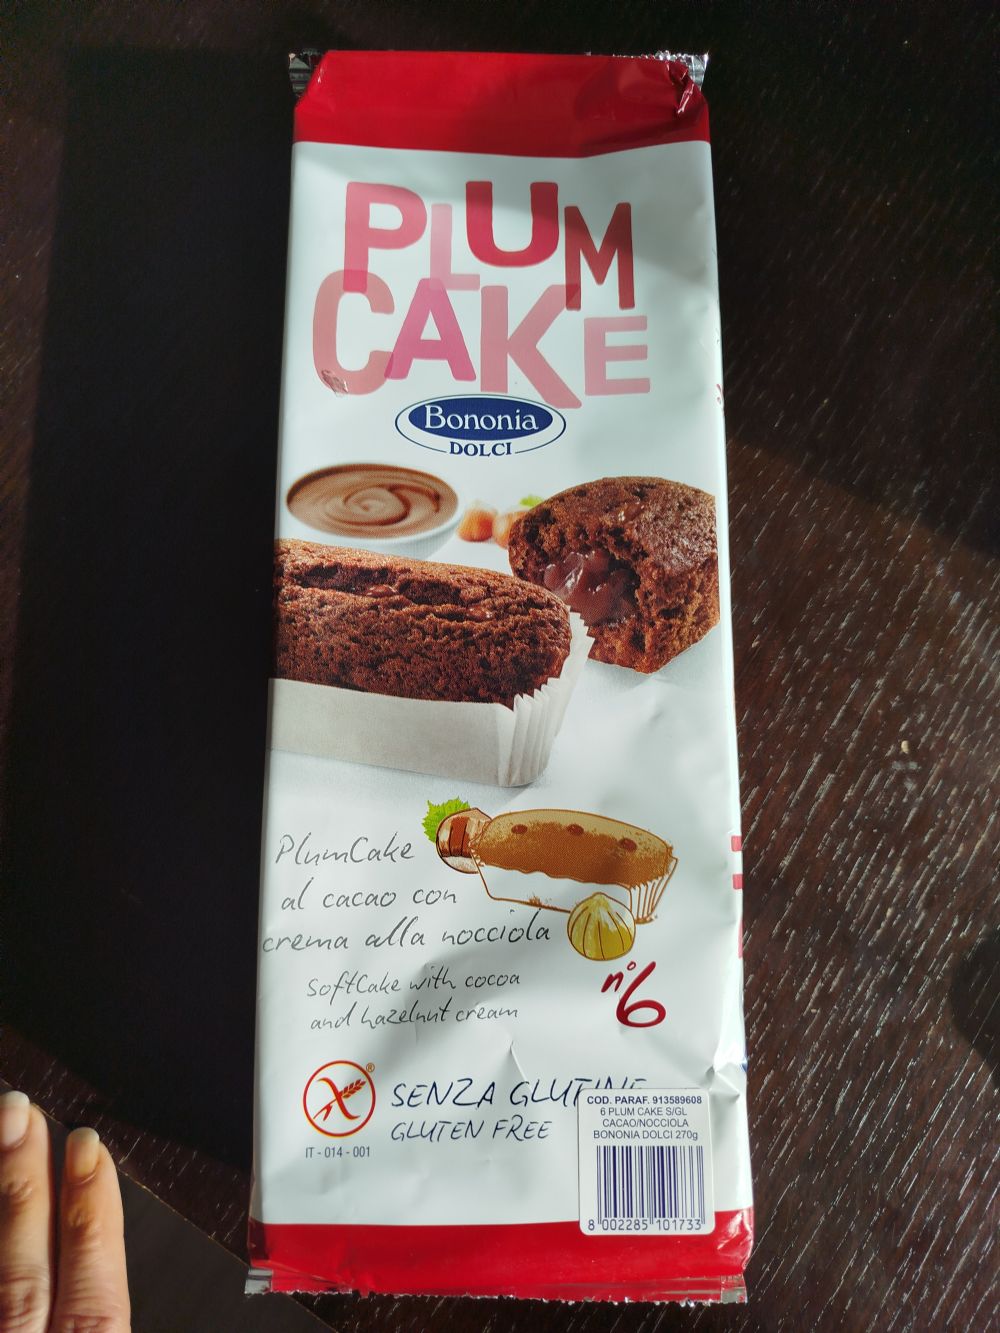 PLUM
CAKE
Bononia
DOLCI
PlumCake
al cacao con
crema alla nocciola
softCake with cocoa
and hazelnut cream
n° 6
®
SENZA GLUTINE
GLUTEN FREE
IT - 014 - 001
COD. PARAF. 913589608
6 PLUM CAKE S/GL
CACAO/NOCCIOLA
BONONIA DOLCI 270g
8 002285 101733